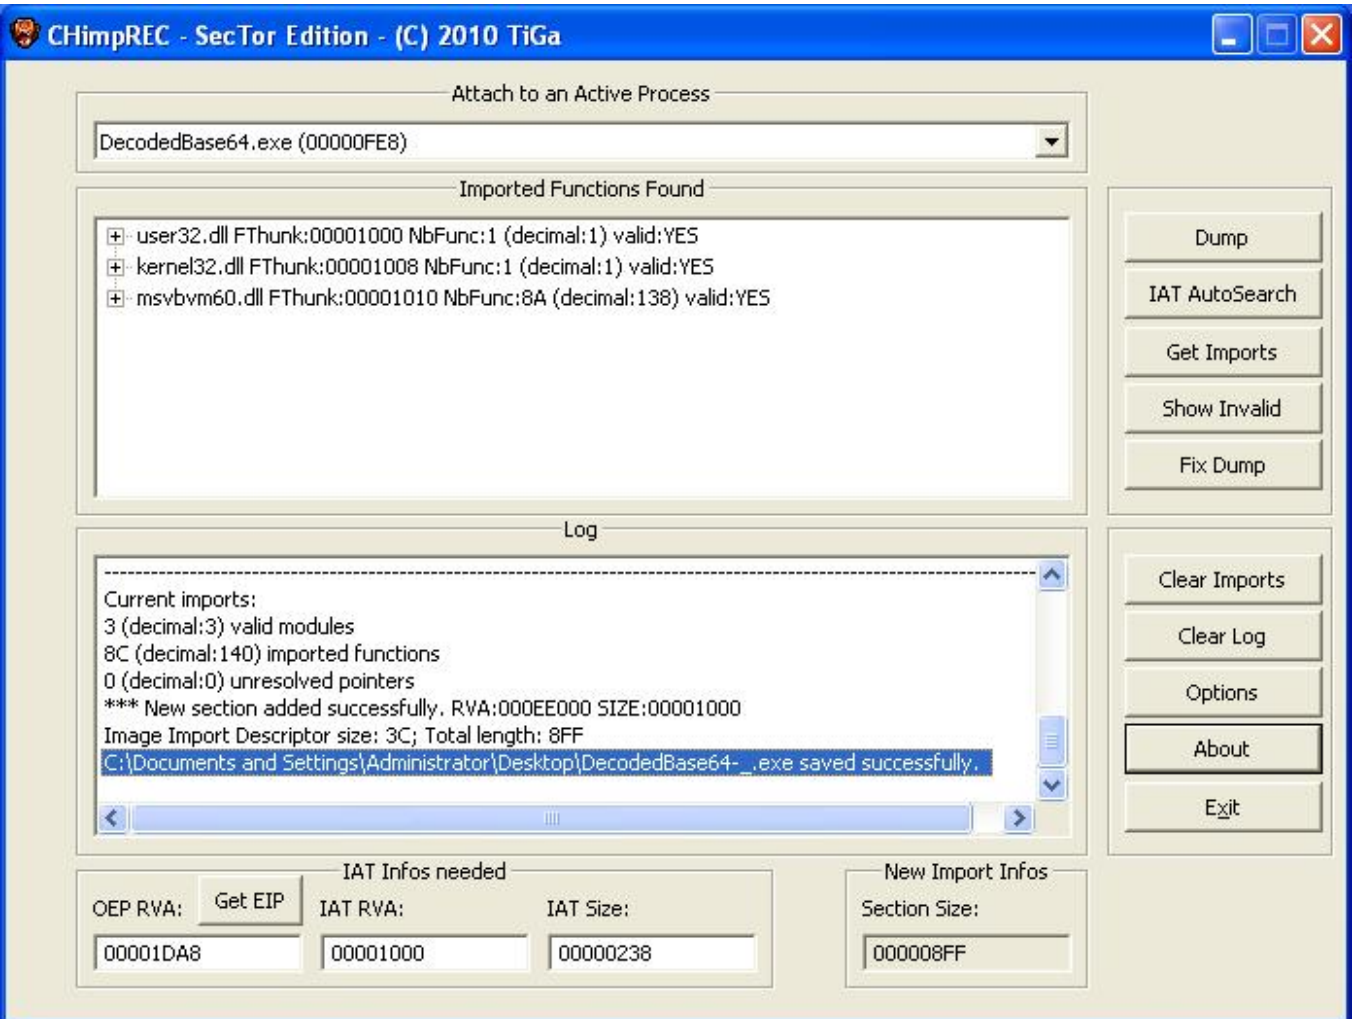 CHimpREC - SecTor Edition - (C) 2010 TiGa
Attach to an Active Process
DecodedBase64.exe (00000FE8)
Imported Functions Found
user32.dll FThunk:00001000 NbFunc:1 (decimal:1) valid:YES
kernel32.dll FThunk:00001008 NbFunc:1 (decimal:1) valid:YES
msvbvm60.dll FThunk:00001010 NbFunc:8A (decimal:138) valid:YES
Dump
IAT AutoSearch
Get Imports
Show Invalid
Fix Dump
Log
Current imports:
3 (decimal:3) valid modules
8C (decimal:140) imported functions
0 (decimal:0) unresolved pointers
*** New section added successfully. RVA:000EE000 SIZE:00001000
Image Import Descriptor size: 3C; Total length: 8FF
C:\Documents and Settings\Administrator\Desktop\DecodedBase64-_.exe saved successfully.
Clear Imports
Clear Log
Options
About
Exit
IAT Infos needed
OEP RVA:
Get EIP
IAT RVA:
IAT Size:
00001DA8
00001000
00000238
New Import Infos
Section Size:
000008FF